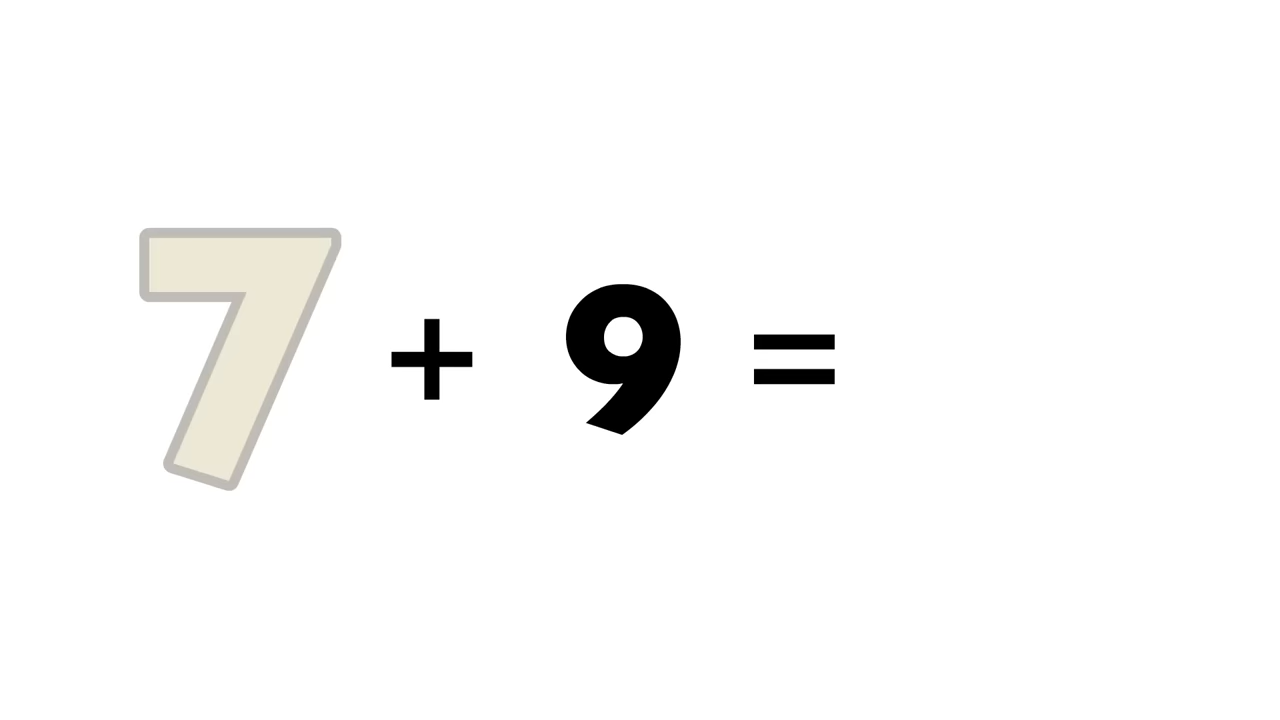 7 + 9 =